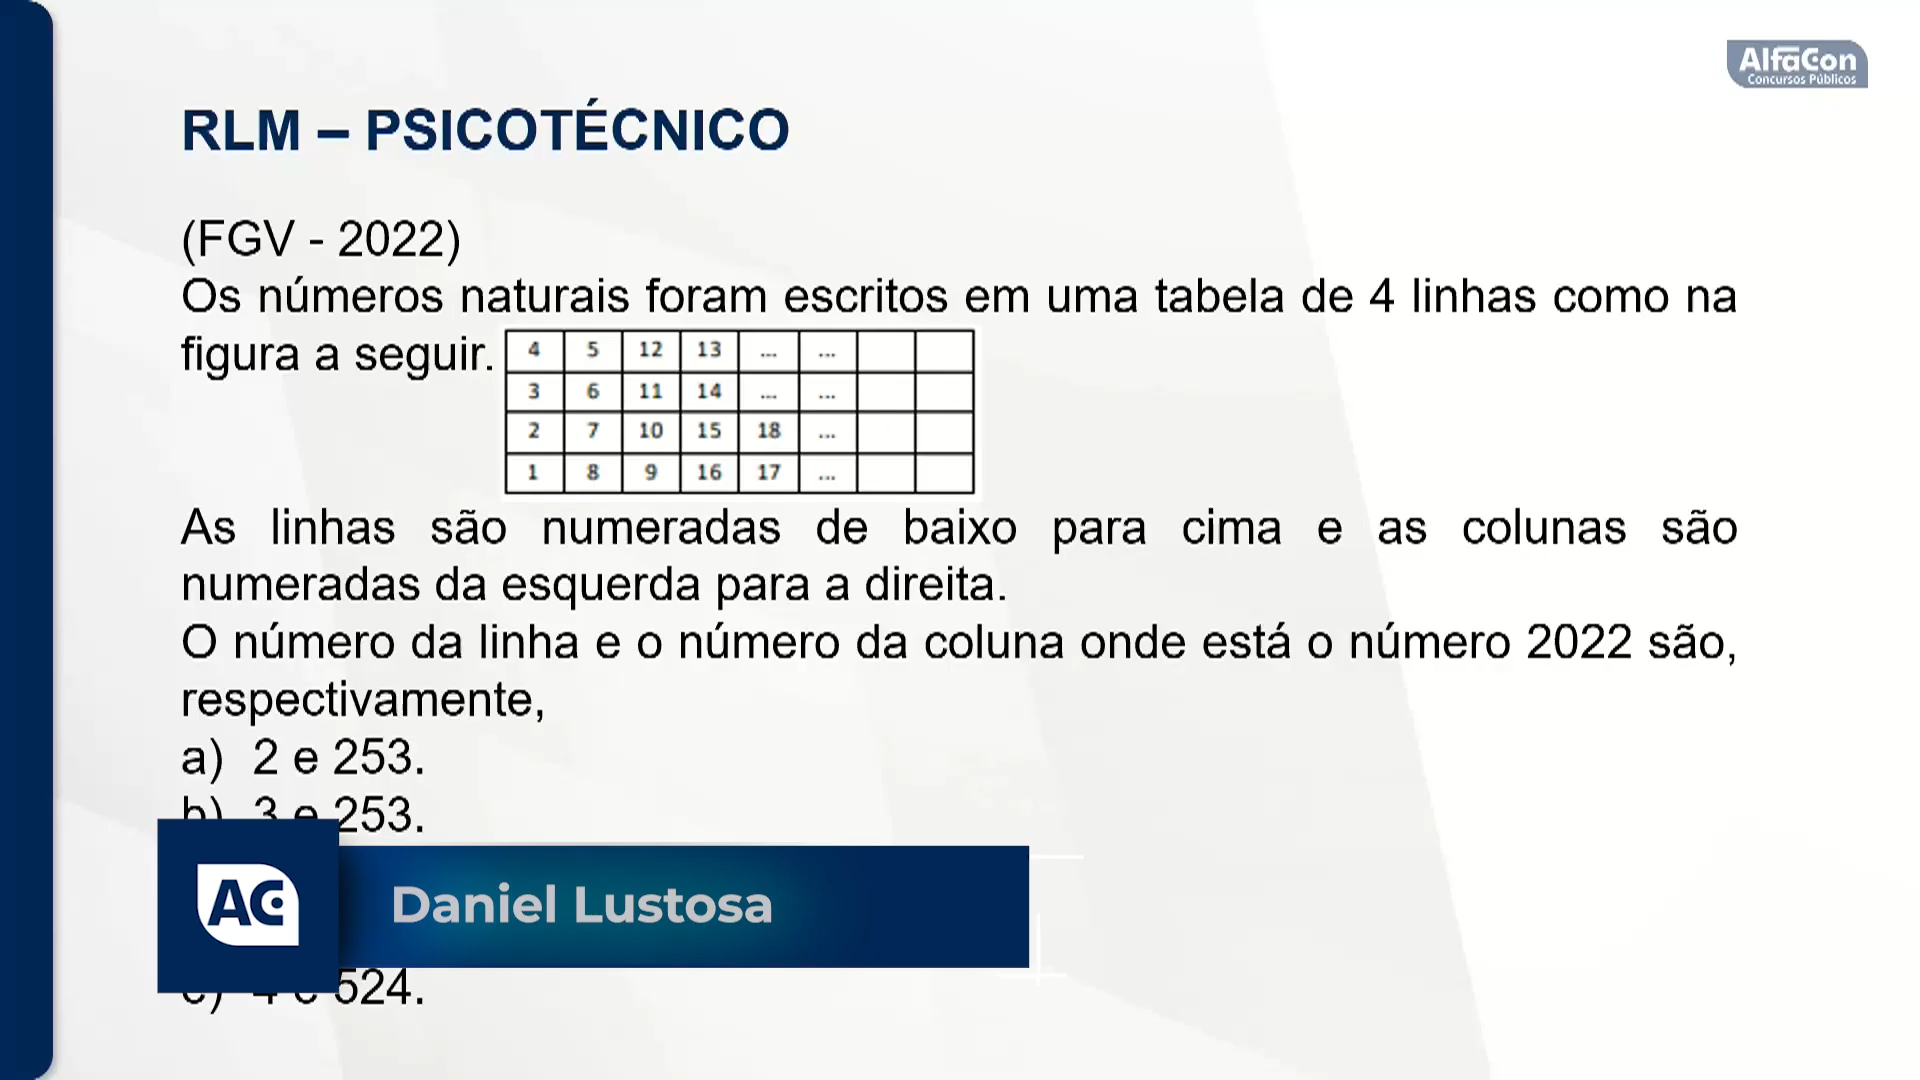 AlfaCon
Concursos Públicos
RLM – PSICOTÉCNICO
(FGV - 2022)
Os números naturais foram escritos em uma tabela de 4 linhas como na
figura a seguir.
4 5 12 13 ... ...
3 6 11 14 ... ...
2 7 10 15 18 ...
1 8 9 16 17 ...
As linhas são numeradas de baixo para cima e as colunas são
numeradas da esquerda para a direita.
O número da linha e o número da coluna onde está o número 2022 são,
respectivamente,
a) 2 e 253.
b) 3 e 253.
AC
Daniel Lustosa
524.